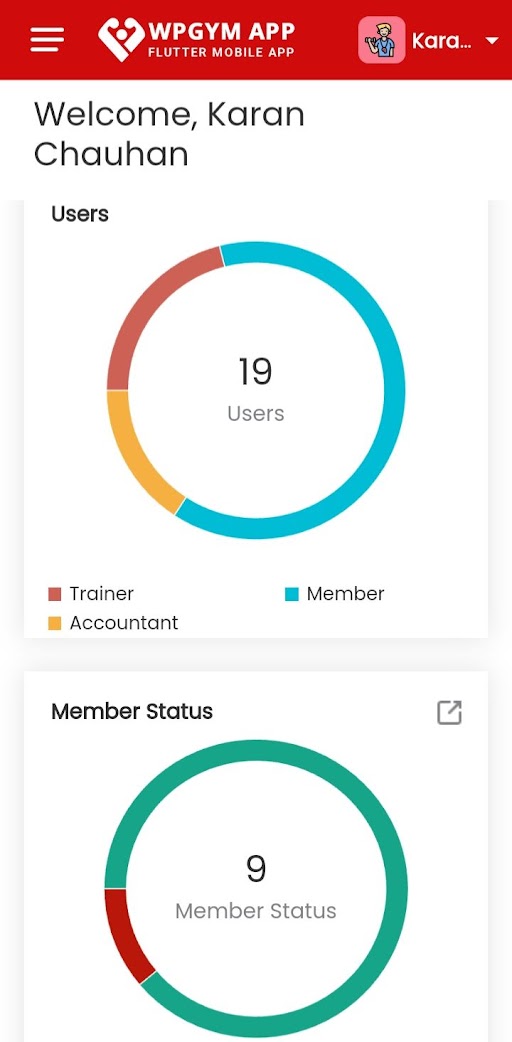 WPGYM APP
FLUTTER MOBILE APP
Kara...
Welcome, Karan
Chauhan
Users
19
Users
Trainer
Member
Accountant
Member Status
9
Member Status